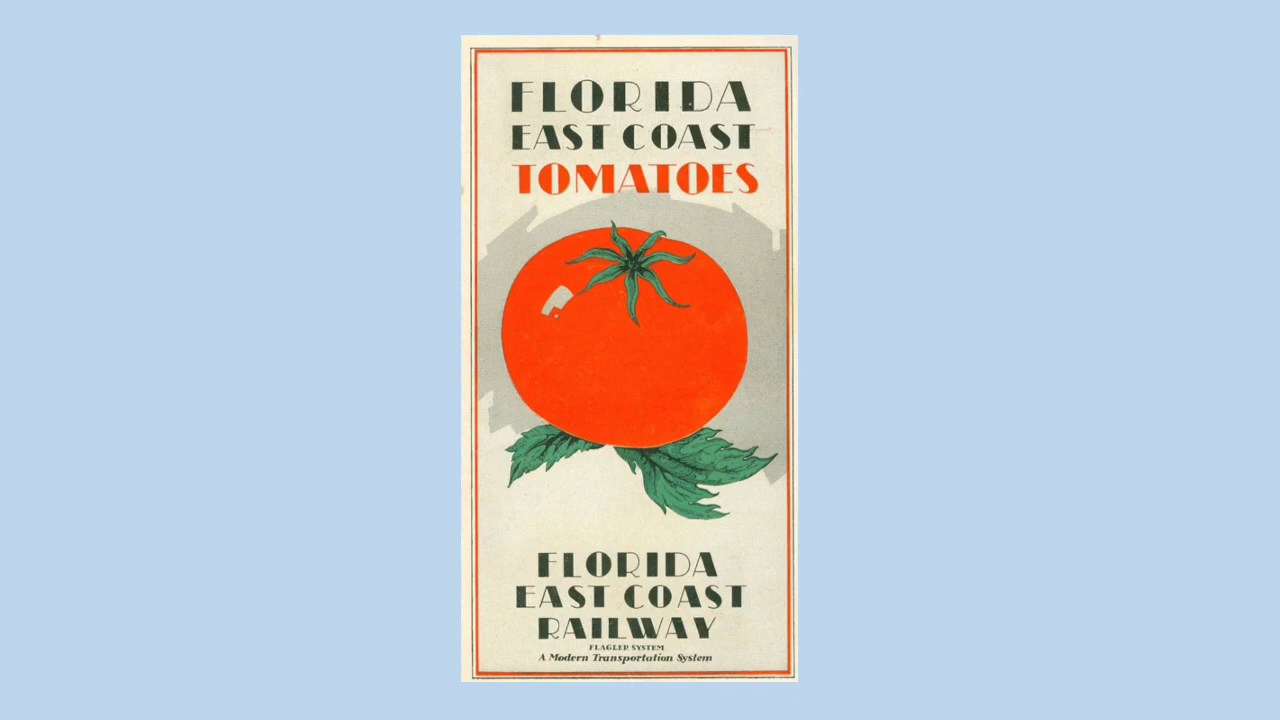 FLORIDA
EAST COAST
TOMATOES
FLORIDA
EAST COAST
RAILWAY
FLAGLER SYSTEM
A Modern Transportation System